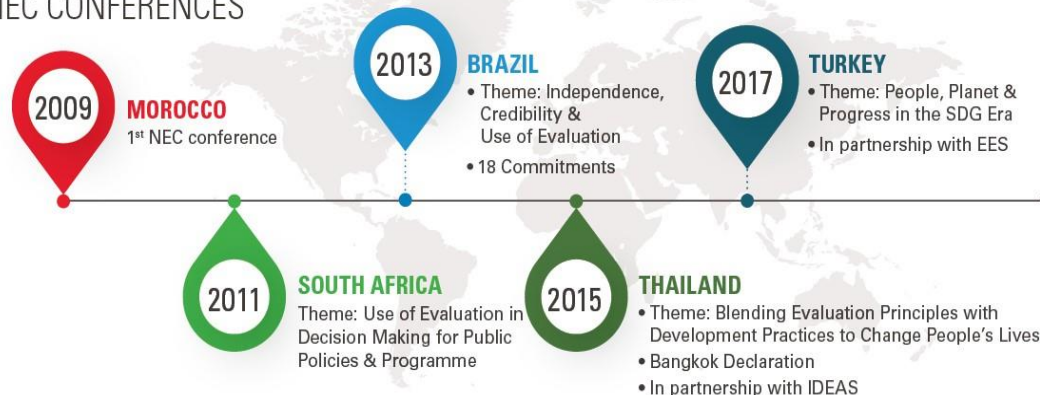 NEC CONFERENCES
2009
MOROCCO
1st NEC conference
2011
SOUTH AFRICA
Theme: Use of Evaluation in
Decision Making for Public
Policies & Programme
2013
BRAZIL
• Theme: Independence,
Credibility &
Use of Evaluation
• 18 Commitments
2015
THAILAND
• Theme: Blending Evaluation Principles with
Development Practices to Change People's Lives
• Bangkok Declaration
• In partnership with IDEAS
2017
TURKEY
• Theme: People, Planet &
Progress in the SDG Era
• In partnership with EES